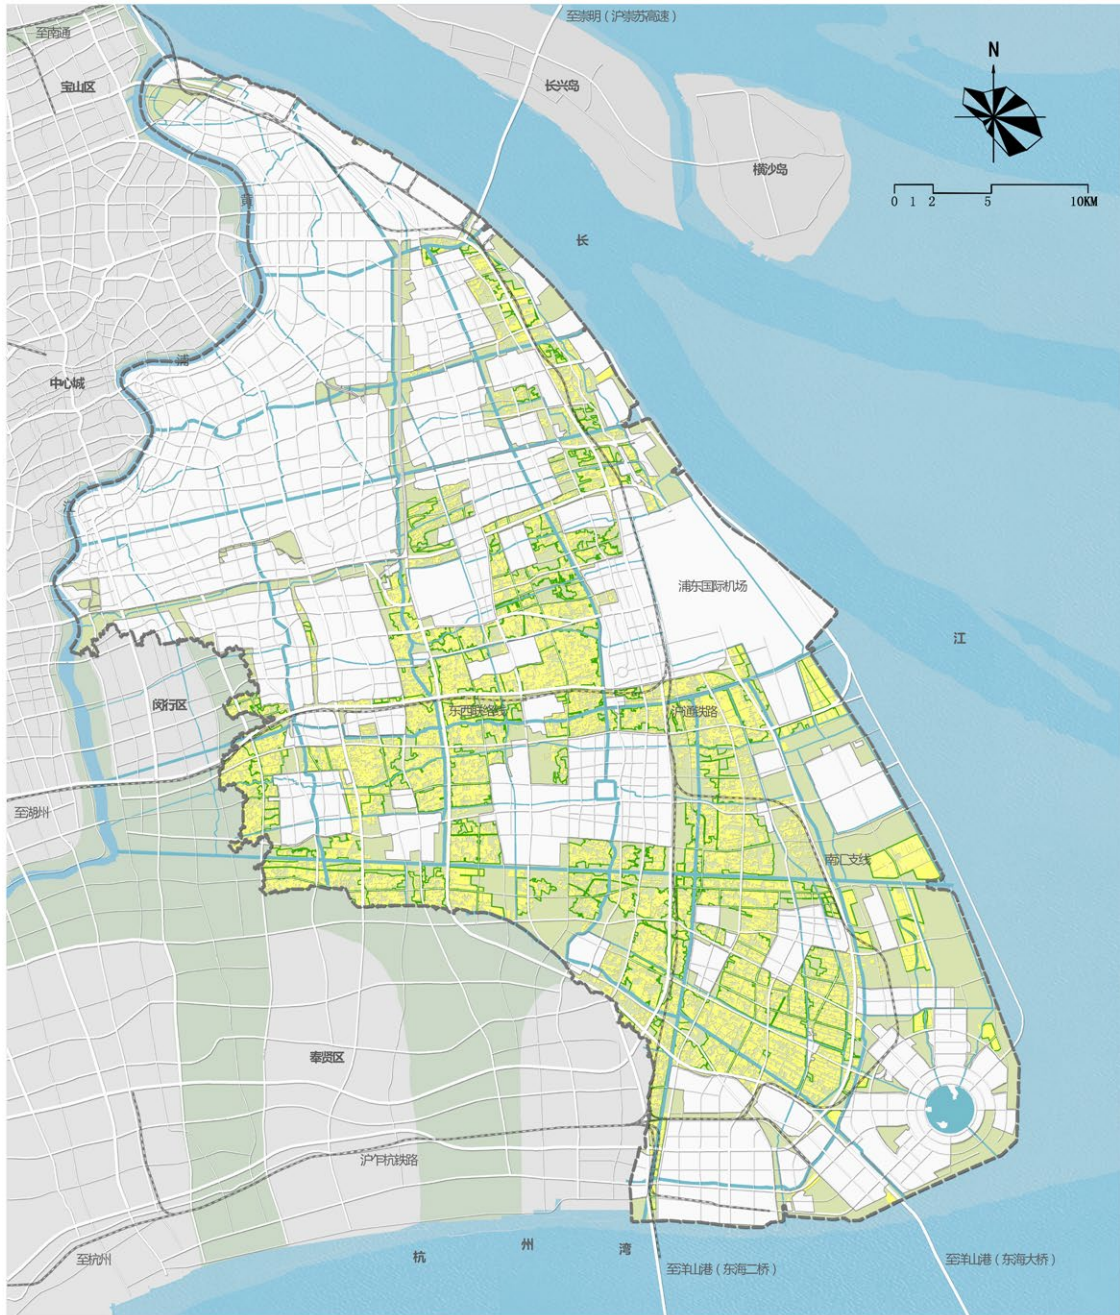 至崇明（沪崇苏高速）
至南通
N
宝山区
长兴岛
横沙岛
0 1 2 5 10KM
黄
长
浦
中心城
江
浦东国际机场
江
闵行区
东西联络线
沪通铁路
至湖州
南汇支线
奉贤区
沪乍杭铁路
杭
州
湾
至杭州
至洋山港（东海二桥）
至洋山港（东海大桥）